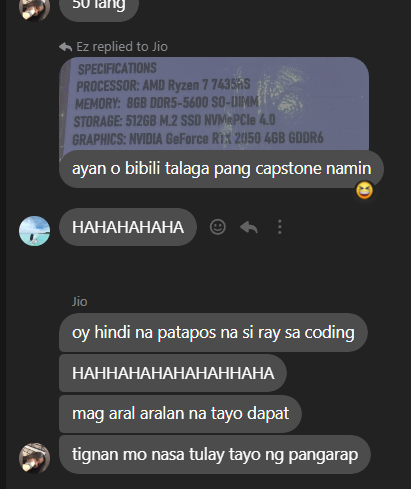 50 lang
Ez replied to Jio
SPECIFICATIONS
PROCESSOR: AMD Ryzen 7 7435HS
MEMORY: 8GB DDR5-5600 SO-DIMM
STORAGE: 512GB M.2 SSD NVMePCIe 4.0
GRAPHICS: NVIDIA GeForce RTX 2050 4GB GDDR6
ayan o bibili talaga pang capstone namin
HAHAHAHAHA
Jio
oy hindi na patapos na si ray sa coding
HAHHAHAHAHAHAHHAHA
mag aral aralan na tayo dapat
tignan mo nasa tulay tayo ng pangarap